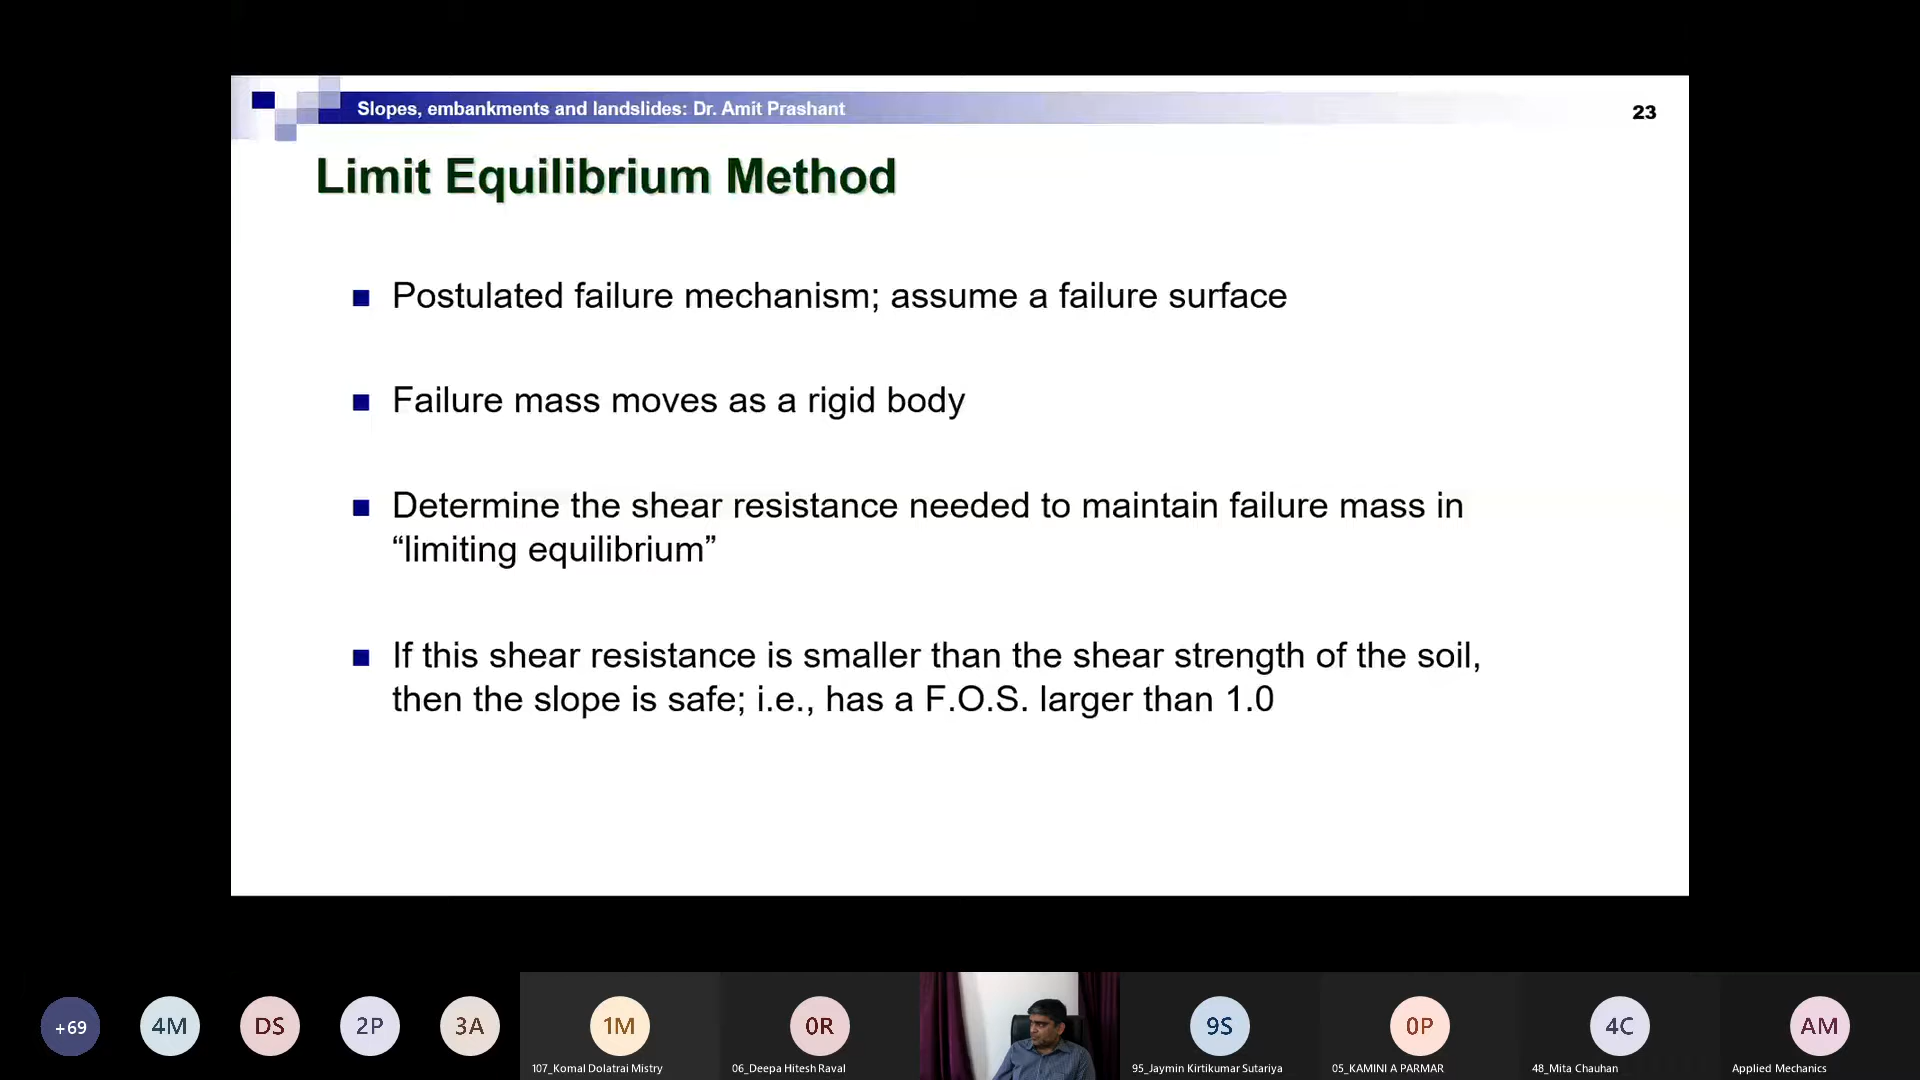 Slopes, embankments and landslides: Dr. Amit Prashant
23
Limit Equilibrium Method
Postulated failure mechanism; assume a failure surface
Failure mass moves as a rigid body
Determine the shear resistance needed to maintain failure mass in
“limiting equilibrium”
If this shear resistance is smaller than the shear strength of the soil,
then the slope is safe; i.e., has a F.O.S. larger than 1.0
+69
4M
DS
2P
3A
1M
0R
9S
0P
4C
AM
107_Komal Dolatrai Mistry
06_Deepa Hitesh Raval
95_Jaymin Kirtikumar Sutariya
05_KAMINI A PARMAR
48_Mita Chauhan
Applied Mechanics